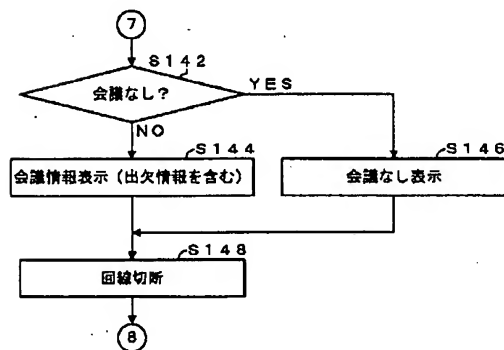 7
S142
会議なし?
YES
NO
S144
会議情報表示(出欠情報を含む)
S146
会議なし表示
S148
回線切断
8